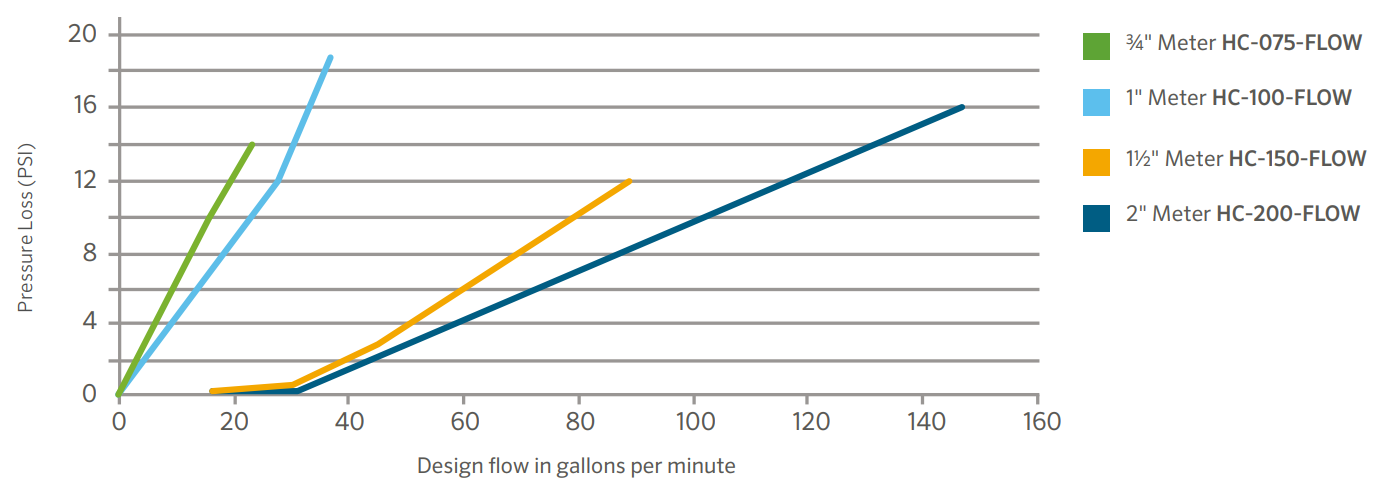 20
16
12
8
4
0
Pressure Loss (PSI)
0 20 40 60 80 100 120 140 160
Design flow in gallons per minute
¾" Meter HC-075-FLOW
1" Meter HC-100-FLOW
1½" Meter HC-150-FLOW
2" Meter HC-200-FLOW